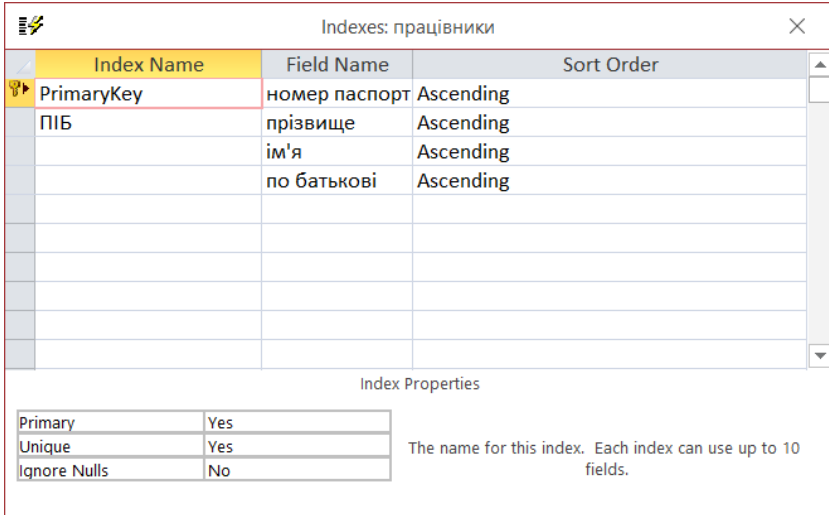 Indexes: працівники
Index Name Field Name Sort Order
PrimaryKey номер паспорт Ascending
ПІБ прізвище Ascending
ім'я Ascending
по батькові Ascending
Index Properties
Primary Yes
Unique Yes
Ignore Nulls No
The name for this index. Each index can use up to 10
fields.